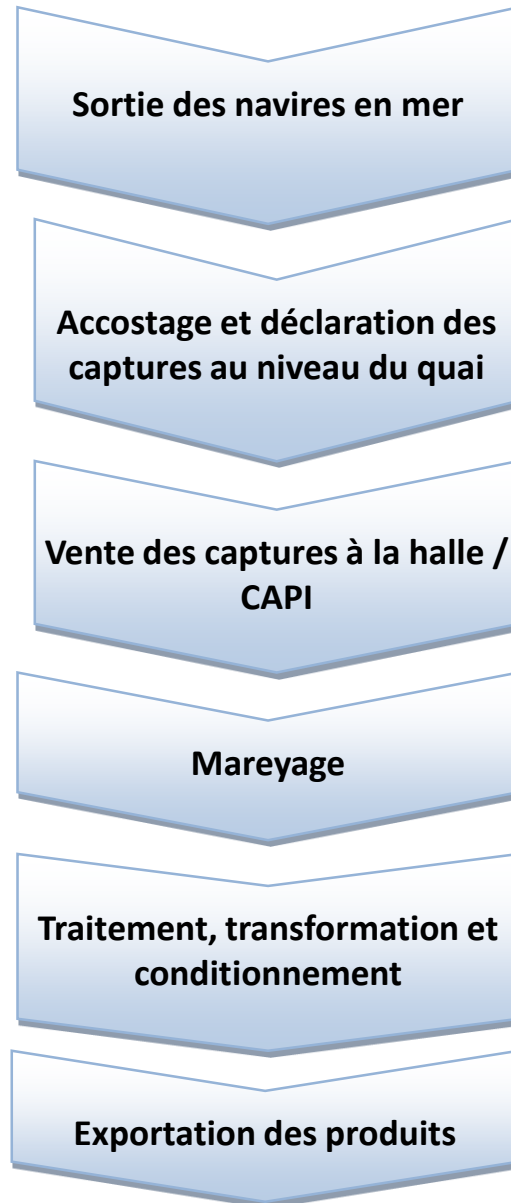 Sortie des navires en mer
Accostage et déclaration des
captures au niveau du quai
Vente des captures à la halle /
CAPI
Mareyage
Traitement, transformation et
conditionnement
Exportation des produits